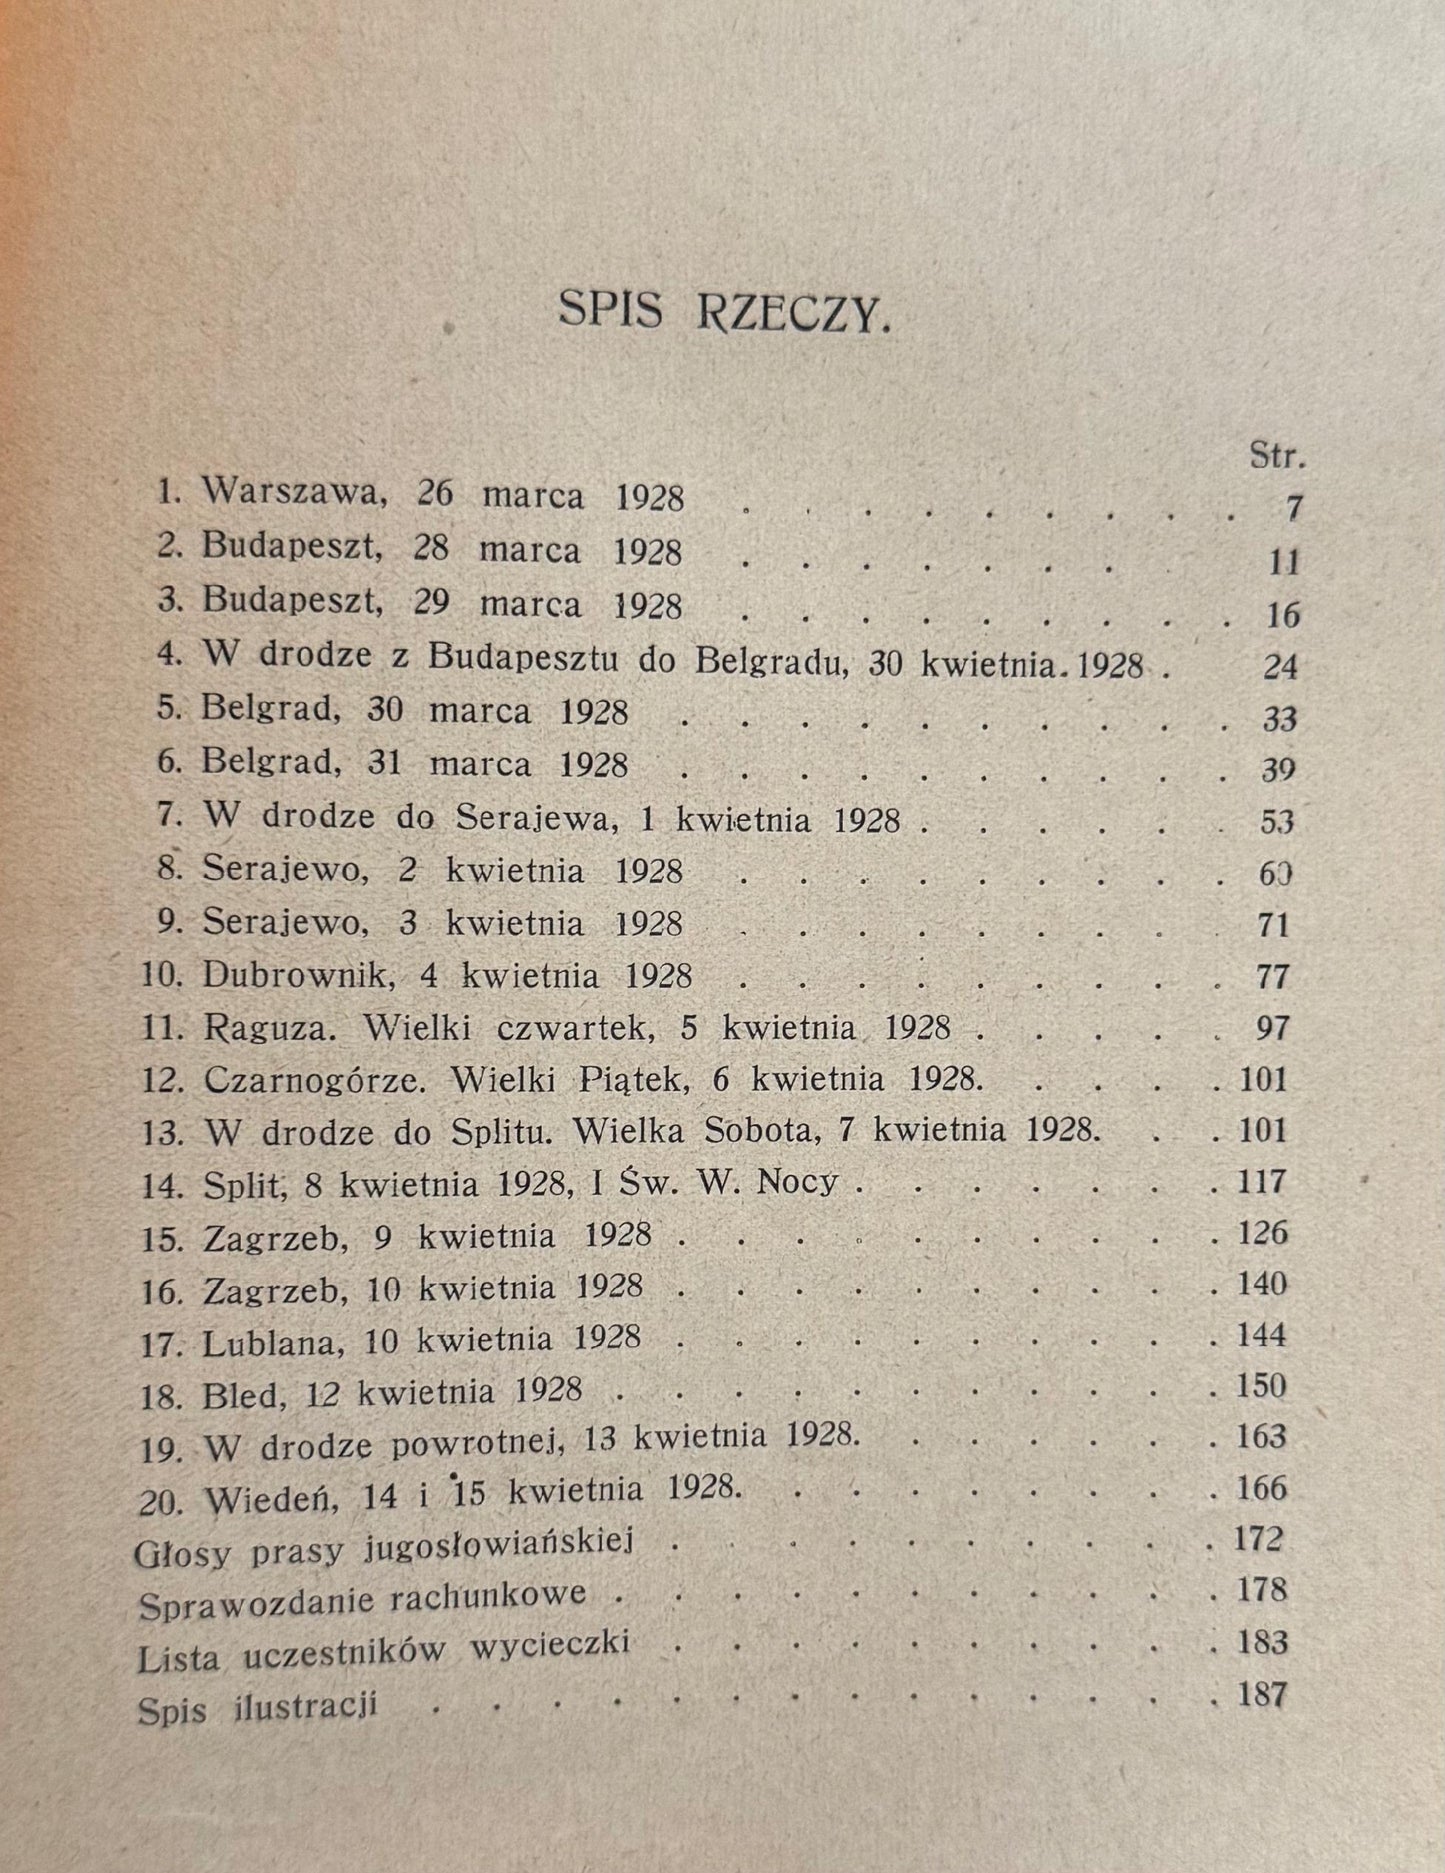 SPIS RZECZY.
Str.
1. Warszawa, 26 marca 1928 . . . . . . . . . 7
2. Budapeszt, 28 marca 1928 . . . . . . . 11
3. Budapeszt, 29 marca 1928 . . . . . . . . . 16
4. W drodze z Budapesztu do Belgradu, 30 kwietnia. 1928 . 24
5. Belgrad, 30 marca 1928 . . . . . . . . . . 33
6. Belgrad, 31 marca 1928 . . . . . . . . . . 39
7. W drodze do Serajewa, 1 kwietnia 1928 . . . . . . 53
8. Serajewo, 2 kwietnia 1928 . . . . . . . . . 60
9. Serajewo, 3 kwietnia 1928 . . . . . . . . . 71
10. Dubrownik, 4 kwietnia 1928 . . . . . . . . . 77
11. Raguza. Wielki czwartek, 5 kwietnia 1928 . . . . . 97
12. Czarnogórze. Wielki Piątek, 6 kwietnia 1928. . . . . 101
13. W drodze do Splitu. Wielka Sobota, 7 kwietnia 1928. . . 101
14. Split, 8 kwietnia 1928, I Św. W. Nocy . . . . . . . 117
15. Zagrzeb, 9 kwietnia 1928 . . . . . . . . . . 126
16. Zagrzeb, 10 kwietnia 1928 . . . . . . . . . . 140
17. Lublana, 10 kwietnia 1928 . . . . . . . . . . 144
18. Bled, 12 kwietnia 1928 . . . . . . . . . . . 150
19. W drodze powrotnej, 13 kwietnia 1928. . . . . . . 163
20. Wiedeń, 14 i 15 kwietnia 1928. . . . . . . . . 166
Głosy prasy jugosłowiańskiej . . . . . . . . . . 172
Sprawozdanie rachunkowe . . . . . . . . . . . 178
Lista uczestników wycieczki . . . . . . . . . . 183
Spis ilustracji . . . . . . . . . . . . . . 187